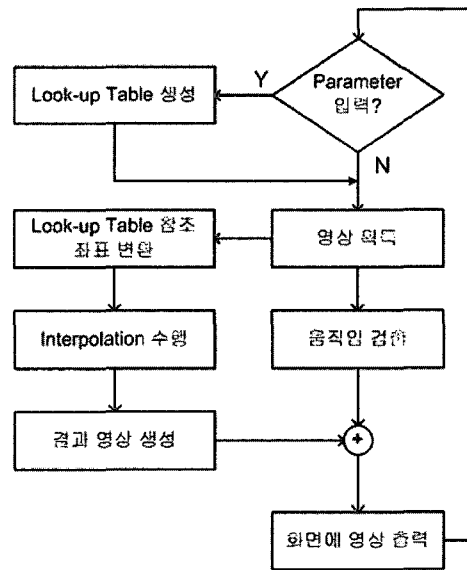 Parameter
입력?
Y
Look-up Table 생성
N
Look-up Table 참조
좌표 변환
영상 획득
Interpolation 수행
움직임 검출
결과 영상 생성
+
화면에 영상 출력